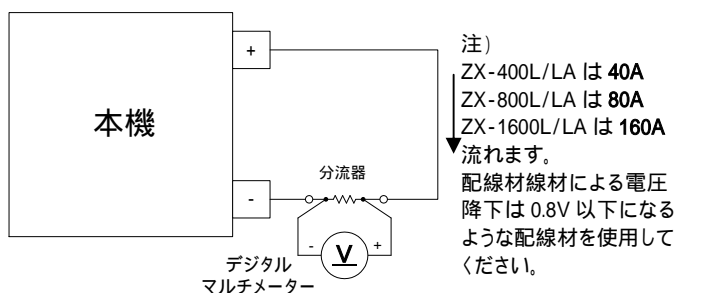 本機
+
-
分流器
-
V
+
デジタル
マルチメーター
注)
ZX-400L/LA は 40A
ZX-800L/LA は 80A
ZX-1600L/LA は 160A
流れます。
配線材線材による電圧
降下は 0.8V 以下になる
ような配線材を使用して
ください。